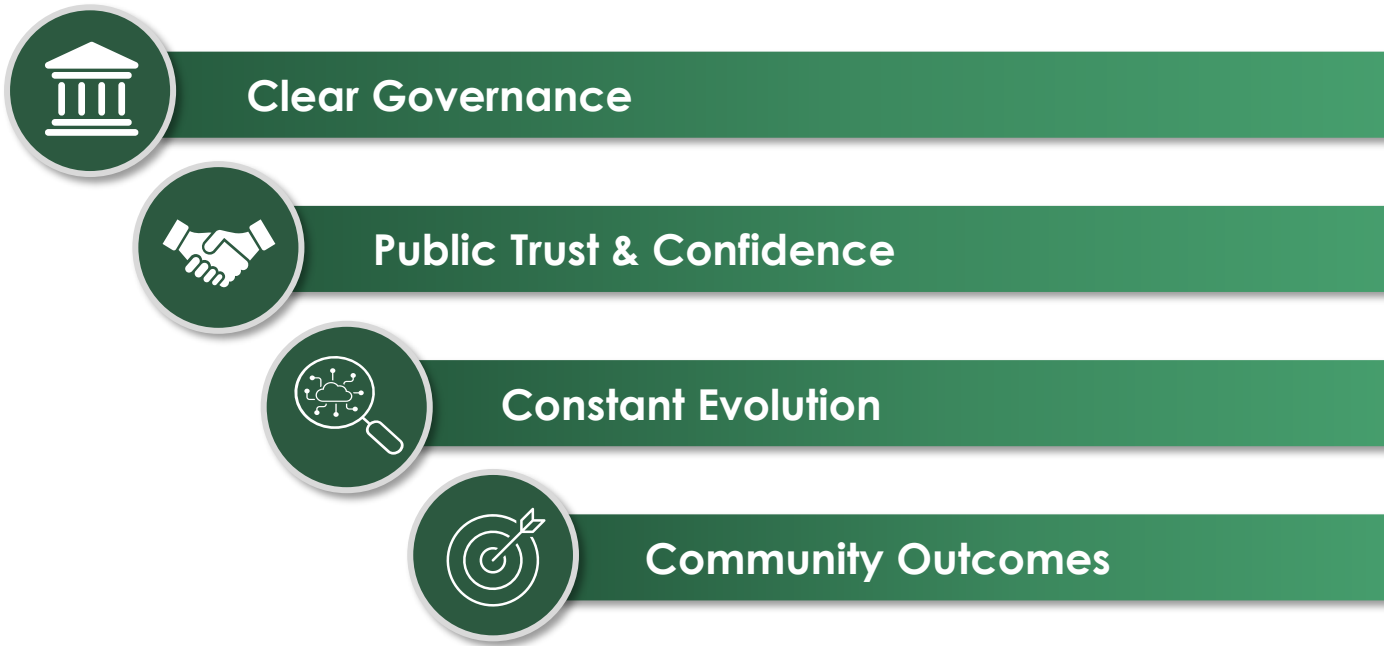 Clear Governance
Public Trust & Confidence
Constant Evolution
Community Outcomes